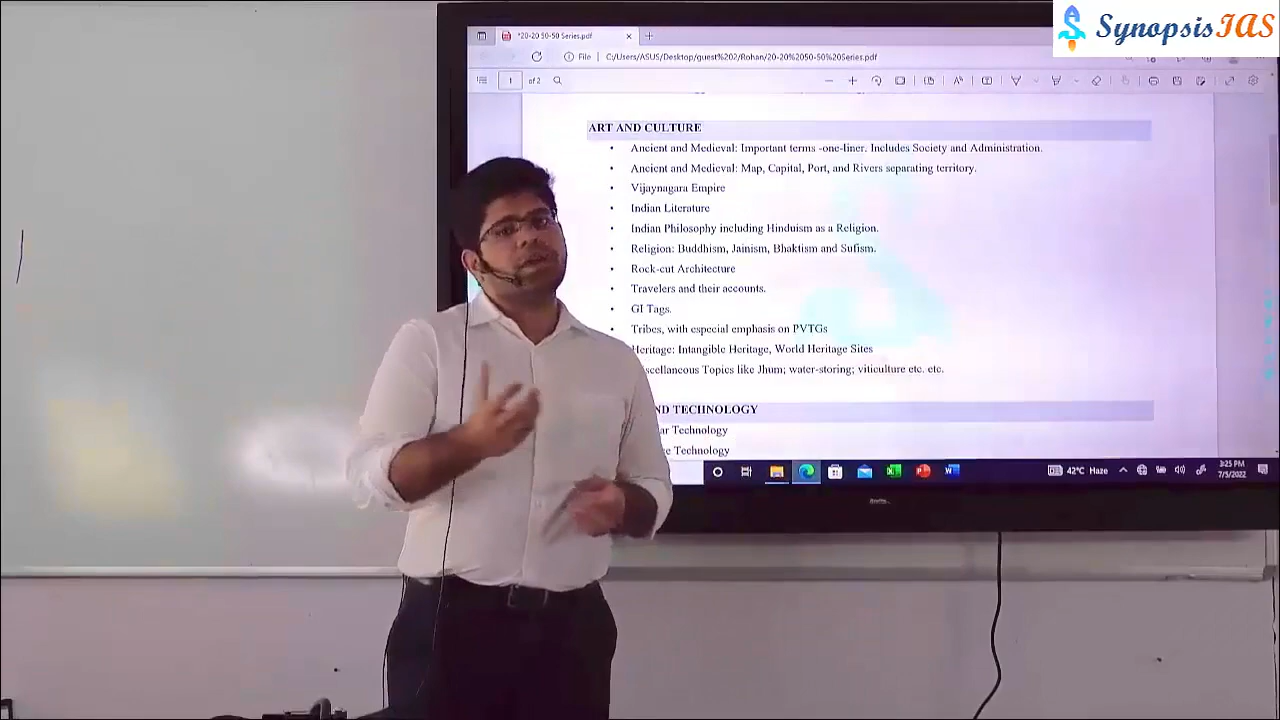 SynopsisIAS
*20-20 50-50 Series.pdf
File C:/Users/ASUS/Desktop/guest%202/Rohan/20-20%2050-50%20Series.pdf
1 of 2
ART AND CULTURE
• Ancient and Medieval: Important terms -one-liner. Includes Society and Administration.
• Ancient and Medieval: Map, Capital, Port, and Rivers separating territory.
• Vijaynagara Empire
• Indian Literature
• Indian Philosophy including Hinduism as a Religion.
• Religion: Buddhism, Jainism, Bhaktism and Sufism.
• Rock-cut Architecture
• Travelers and their accounts.
• GI Tags.
• Tribes, with especial emphasis on PVTGs
Heritage: Intangible Heritage, World Heritage Sites
scellaneous Topics like Jhum; water-storing; viticulture etc. etc.
ND TECHNOLOGY
ar Technology
e Technology
42°C Haze
3:25 PM
7/5/2022